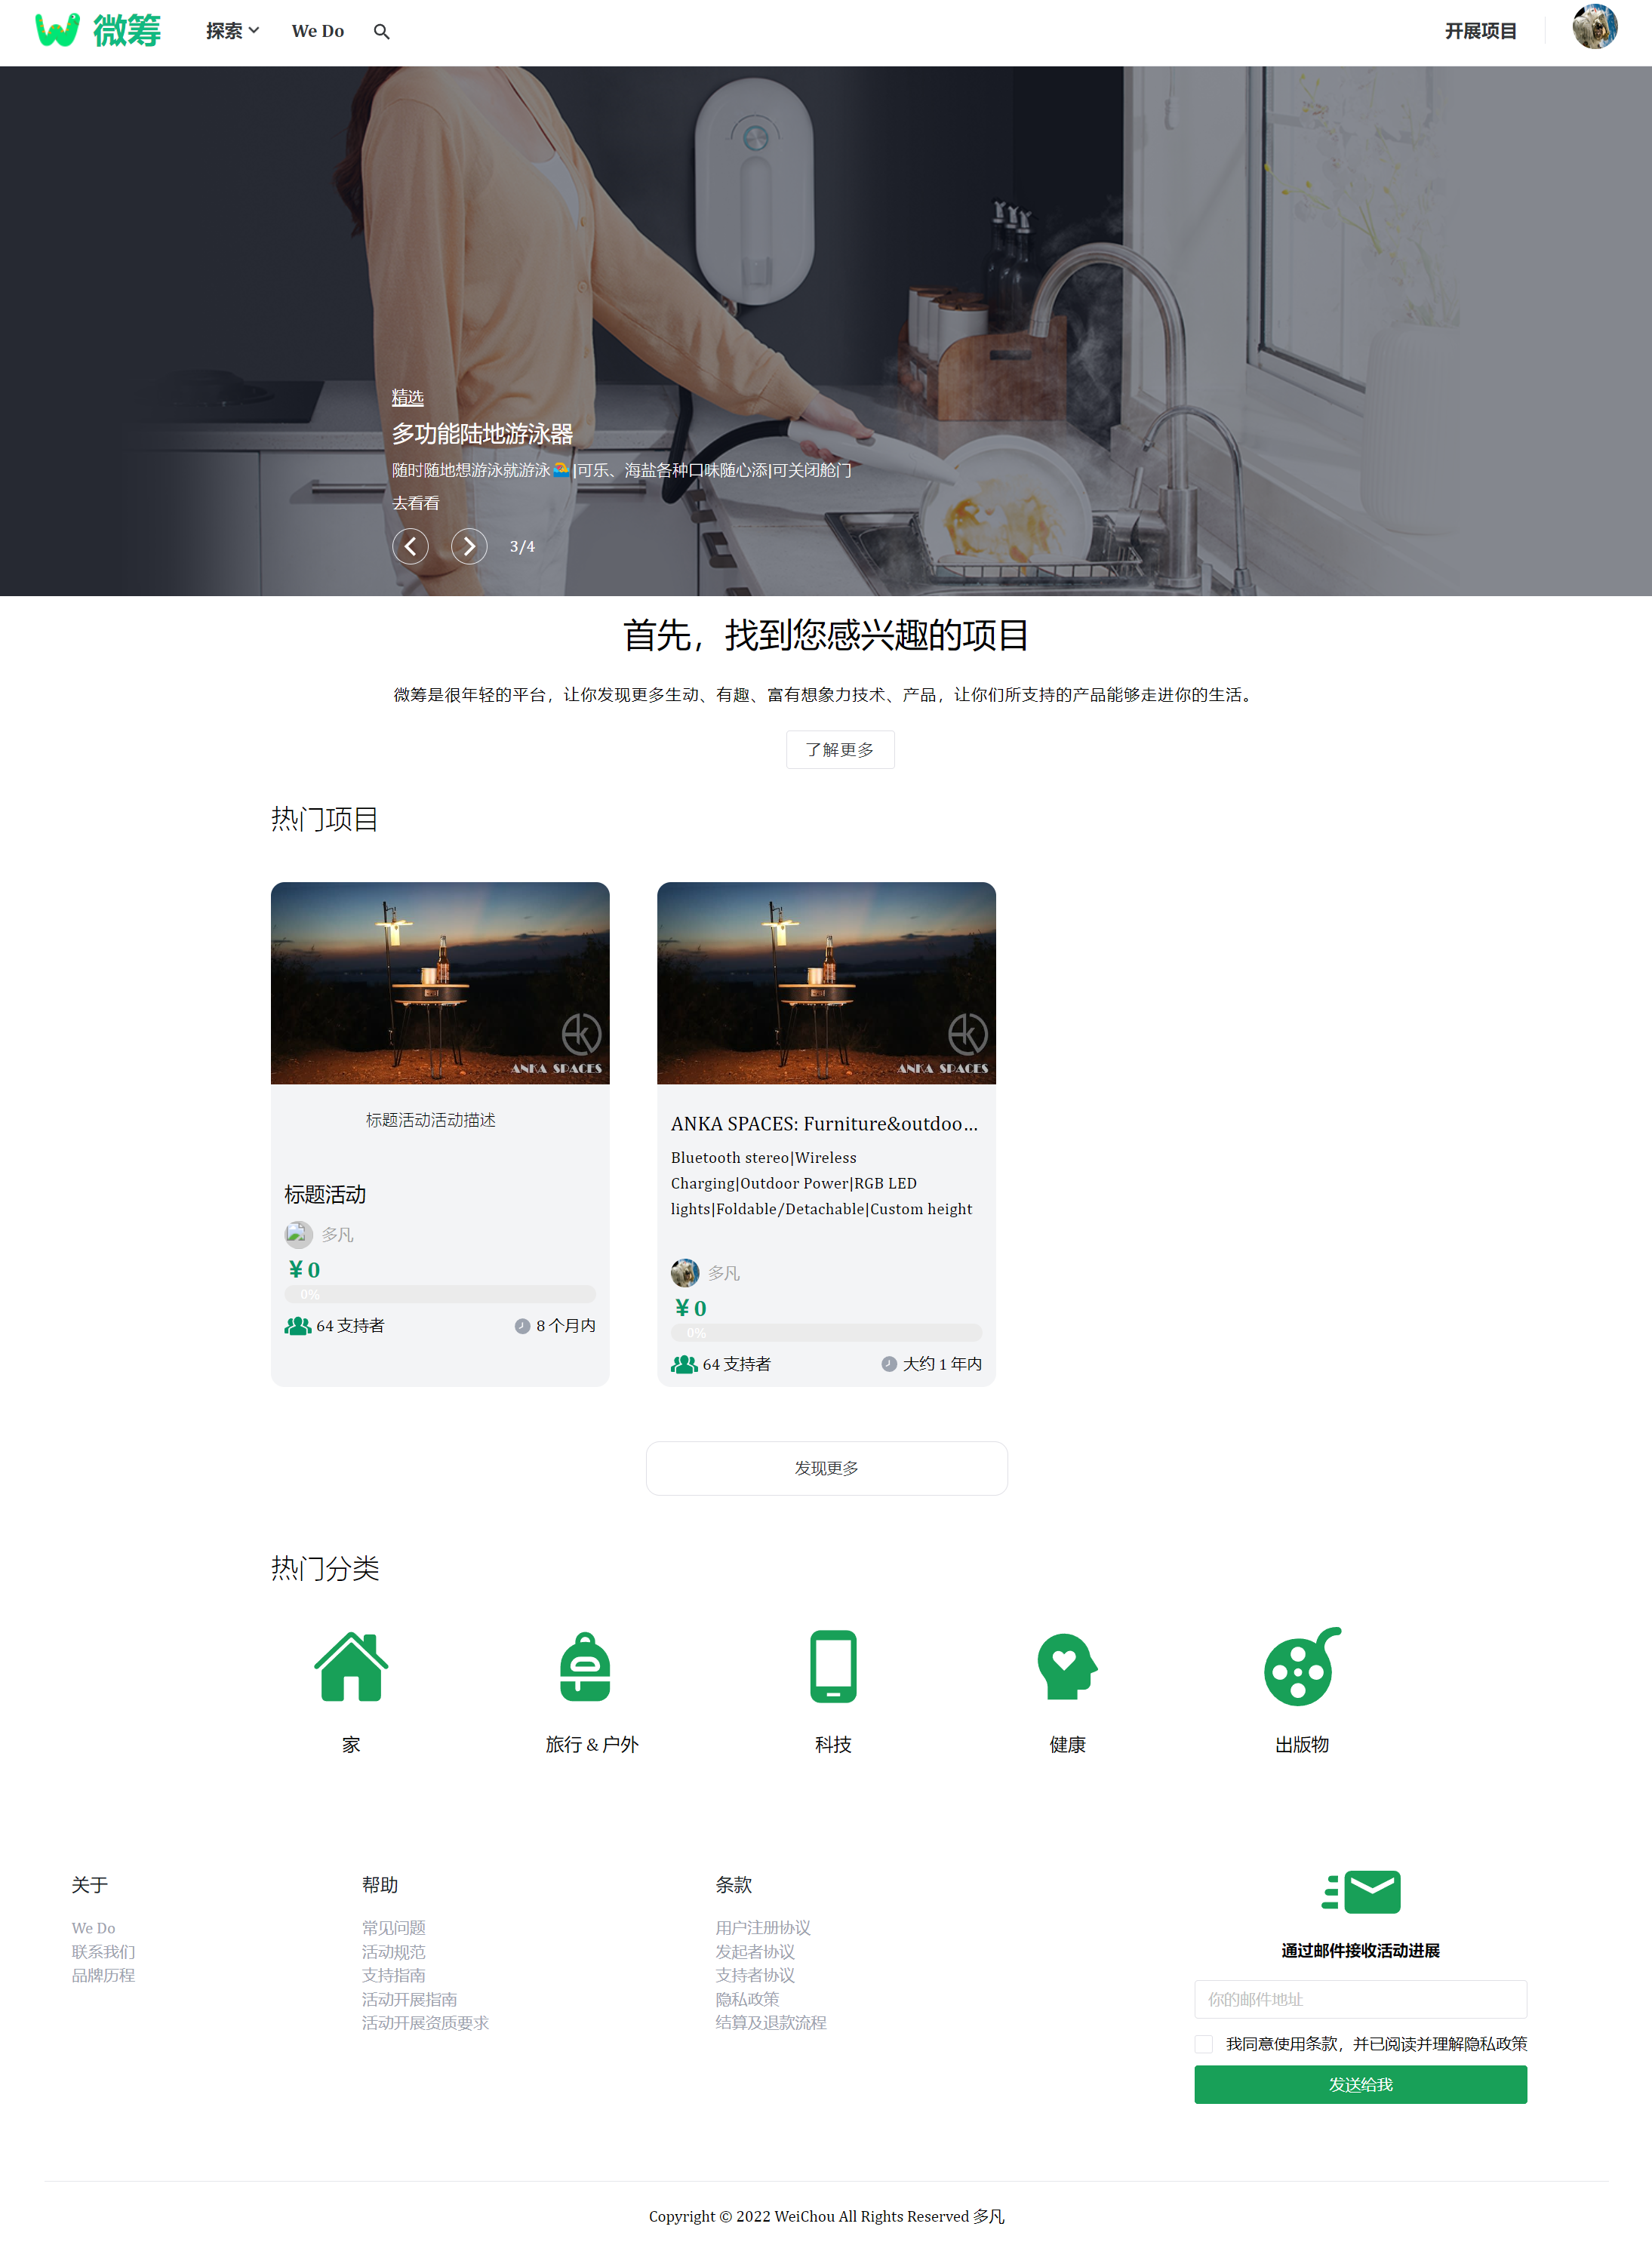 微筹
探索
We Do
开展项目
精选
多功能陆地游泳器
随时随地想游泳就游泳🏊|可乐、海盐各种口味随心添|可关闭舱门
去看看
3/4
首先，找到您感兴趣的项目
微筹是很年轻的平台，让你发现更多生动、有趣、富有想象力技术、产品，让你们所支持的产品能够走进你的生活。
了解更多
热门项目
ANKA SPACES
标题活动活动描述
标题活动
多凡
¥ 0
0%
64 支持者
8 个月内
ANKA SPACES
ANKA SPACES: Furniture&outdoo...
Bluetooth stereo|Wireless
Charging|Outdoor Power|RGB LED
lights|Foldable/Detachable|Custom height
多凡
¥ 0
0%
64 支持者
大约 1 年内
发现更多
热门分类
家
旅行 & 户外
科技
健康
出版物
关于
We Do
联系我们
品牌历程
帮助
常见问题
活动规范
支持指南
活动开展指南
活动开展资质要求
条款
用户注册协议
发起者协议
支持者协议
隐私政策
结算及退款流程
通过邮件接收活动进展
你的邮件地址
我同意使用条款，并已阅读并理解隐私政策
发送给我
Copyright © 2022 WeiChou All Rights Reserved 多凡